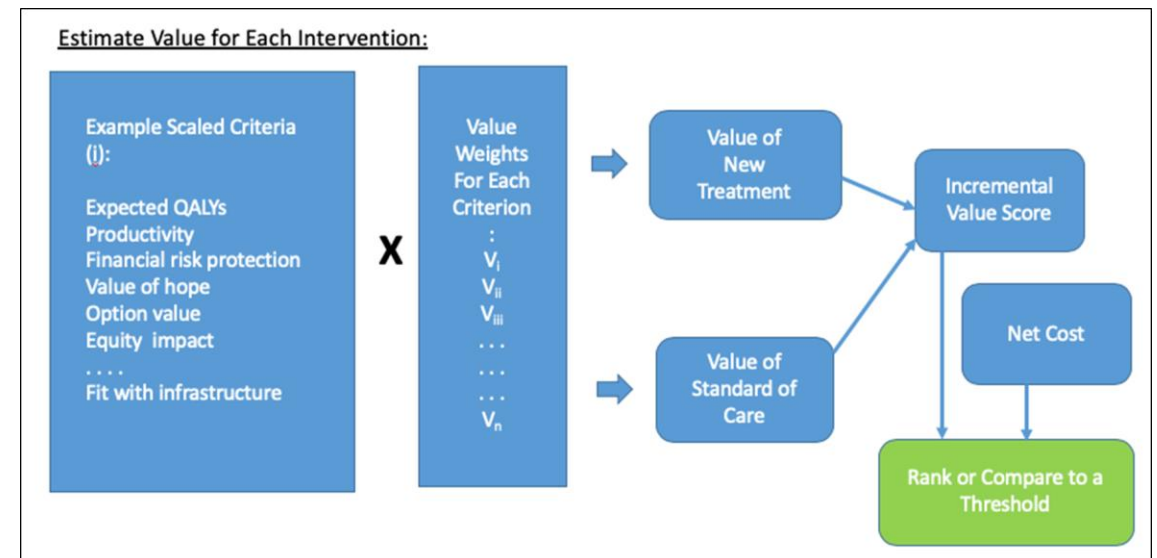 Estimate Value for Each Intervention:
Example Scaled Criteria
(i):
Expected QALYs
Productivity
Financial risk protection
Value of hope
Option value
Equity impact
. . . .
Fit with infrastructure
X
Value
Weights
For Each
Criterion
:
Vi
Vii
Viii
. . .
. . .
. . .
Vn
Value of
New
Treatment
Value of
Standard of
Care
Incremental
Value Score
Net Cost
Rank or Compare to a
Threshold